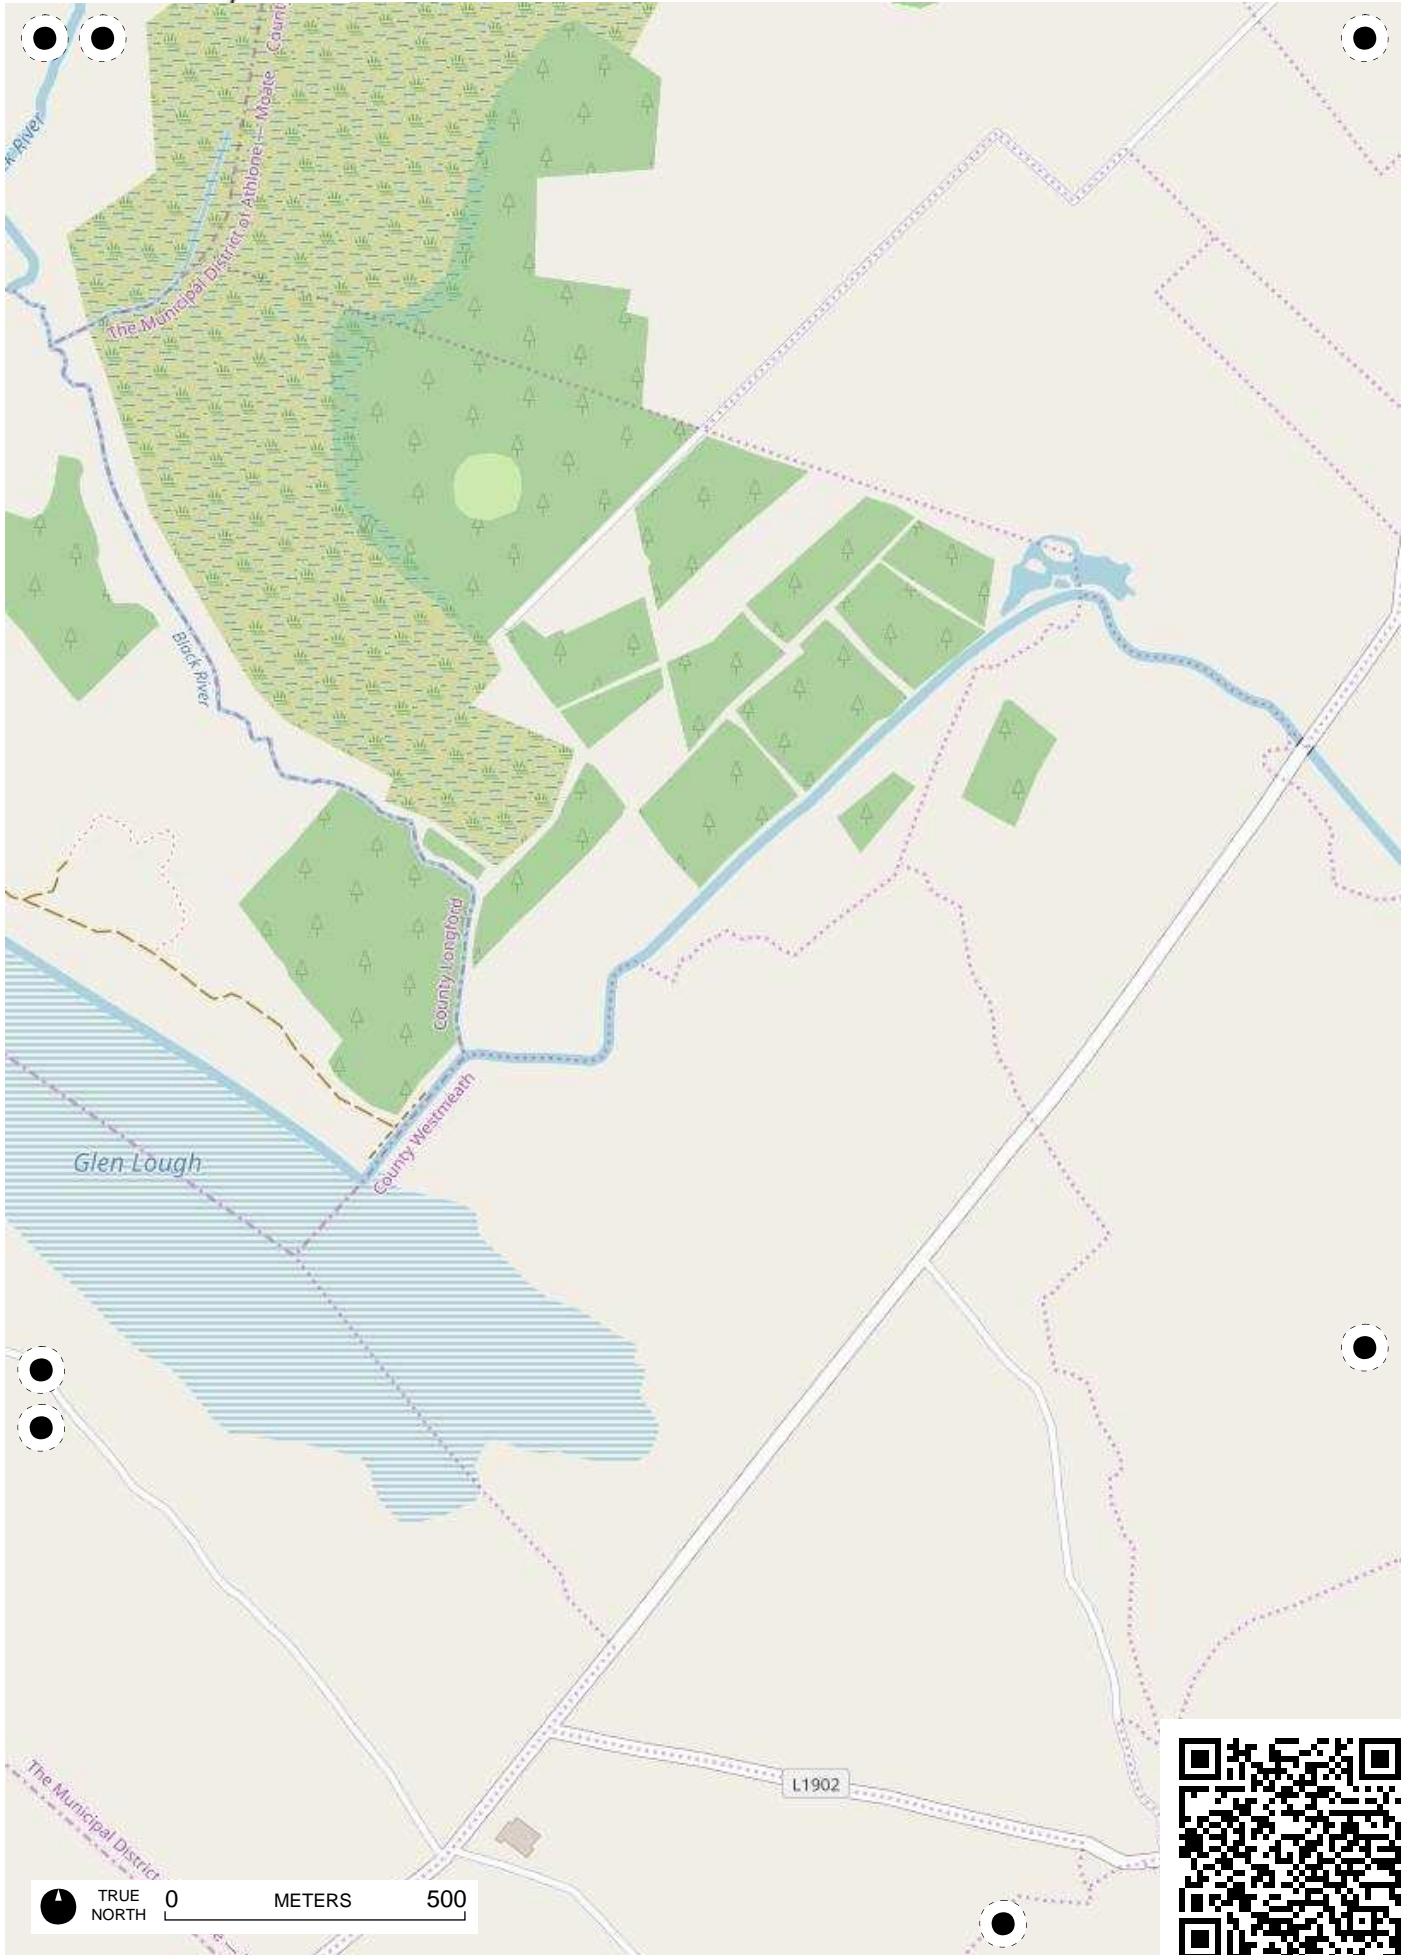 k River
The Municipal District of Athlone — Moate
Count
Black River
County Longford
County Westmeath
Glen Lough
L1902
The Municipal District
TRUE NORTH
0 METERS 500